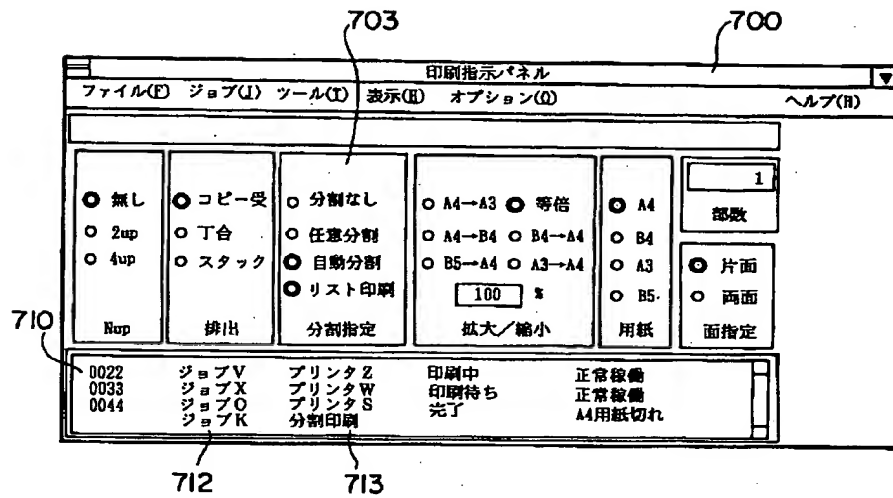 703
700
印刷指示パネル
ファイル(F) ジョブ(J) ツール(T) 表示(E) オプション(O) ヘルプ(H)
無し
2up
4up
Nup
コピー受
丁合
スタック
排出
分割なし
任意分割
自動分割
リスト印刷
分割指定
A4→A3 等倍
A4→B4 B4→A4
B5→A4 A3→A4
100 %
拡大/縮小
A4
B4
A3
B5
用紙
1
部数
片面
両面
面指定
710
0022 ジョブV プリンタZ 印刷中 正常稼働
0033 ジョブX プリンタW 印刷待ち 正常稼働
0044 ジョブO プリンタS 完了 A4用紙切れ
ジョブK 分割印刷
712
713